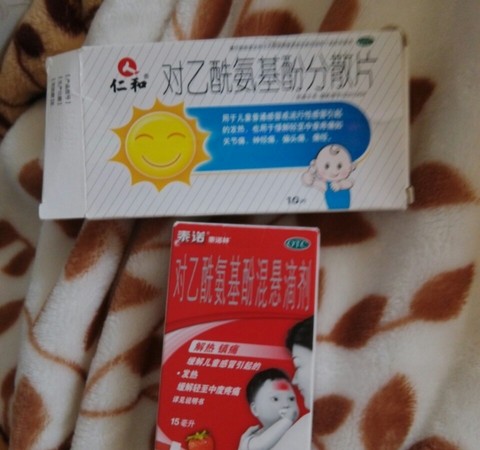 仁和
对乙酰氨基酚分散片
用于儿童普通感冒或流行性感冒引起
的发热，也用于缓解轻至中度疼痛如
关节痛、神经痛、偏头痛、痛经。
10片
泰诺
OTC
对乙酰氨基酚混悬滴剂
解热 镇痛
缓解儿童感冒引起的
·发热
缓解轻至中度疼痛
详见说明书
15毫升